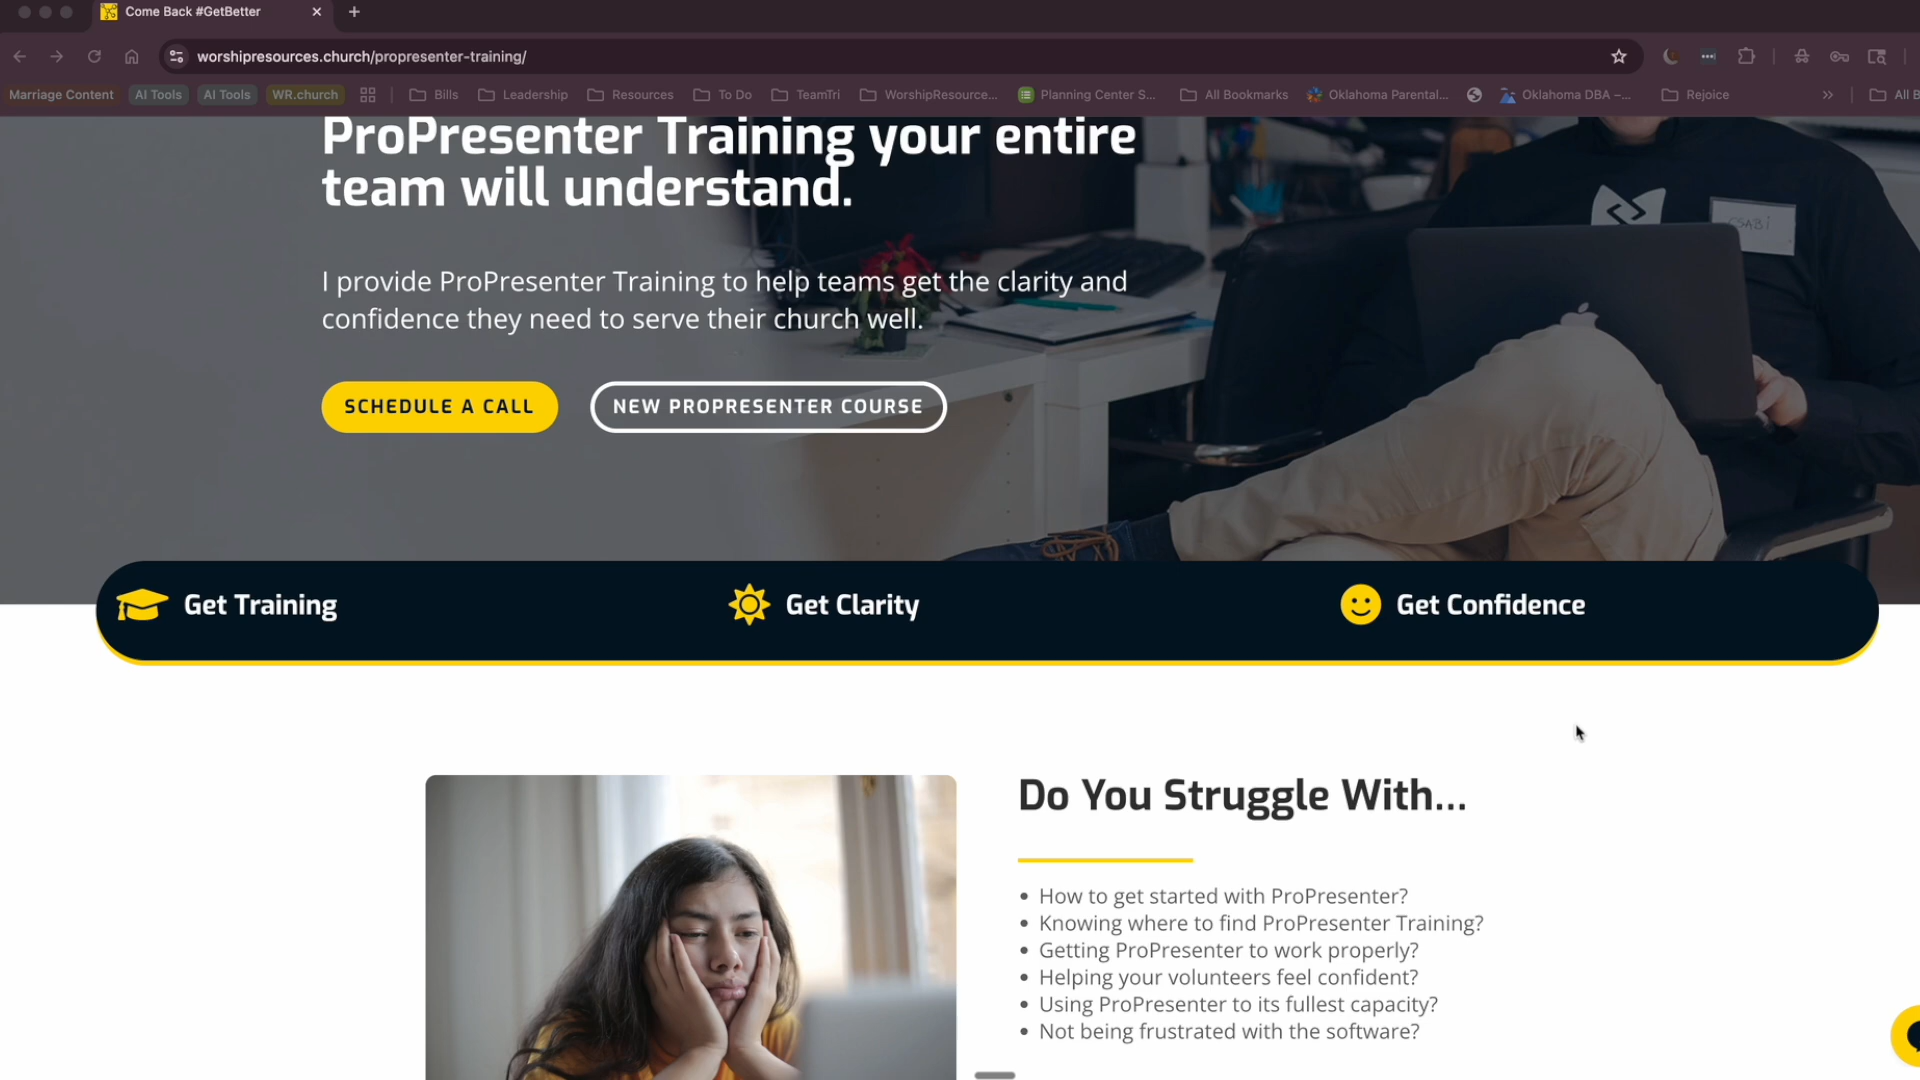 Come Back #GetBetter
worshipresources.church/propresenter-training/
Marriage Content AI Tools AI Tools WR.church Bills Leadership Resources To Do TeamTri WorshipResource... Planning Center S... All Bookmarks Oklahoma Parental... Oklahoma DBA –... Rejoice » All B
ProPresenter Training your entire
team will understand.
I provide ProPresenter Training to help teams get the clarity and
confidence they need to serve their church well.
SCHEDULE A CALL
NEW PROPRESENTER COURSE
CSABI
Get Training
Get Clarity
Get Confidence
Do You Struggle With...
• How to get started with ProPresenter?
• Knowing where to find ProPresenter Training?
• Getting ProPresenter to work properly?
• Helping your volunteers feel confident?
• Using ProPresenter to its fullest capacity?
• Not being frustrated with the software?